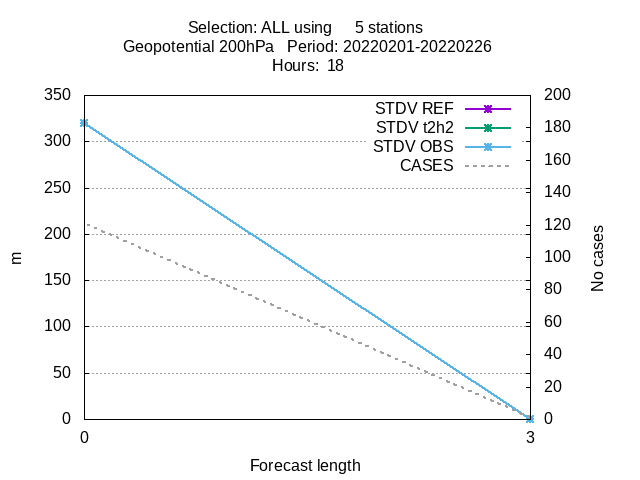 Selection: ALL using     5 stations
Geopotential 200hPa   Period: 20220201-20220226
Hours:  18
350
300
250
200
150
100
50
0
200
180
160
140
120
100
80
60
40
20
0
STDV REF
STDV t2h2
STDV OBS
CASES
m
No cases
0
3
Forecast length